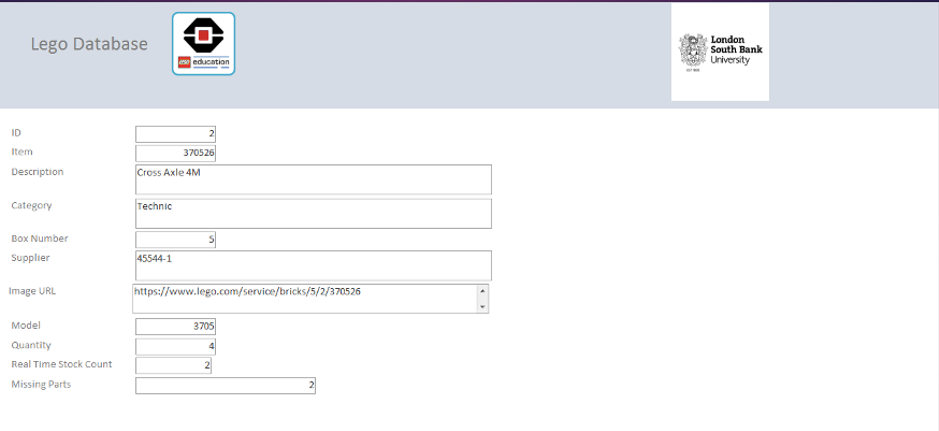 Lego Database
LEGO education
London
South Bank
University
ID 2
Item 370526
Description Cross Axle 4M
Category Technic
Box Number 5
Supplier 45544-1
Image URL https://www.lego.com/service/bricks/5/2/370526
Model 3705
Quantity 4
Real Time Stock Count 2
Missing Parts 2